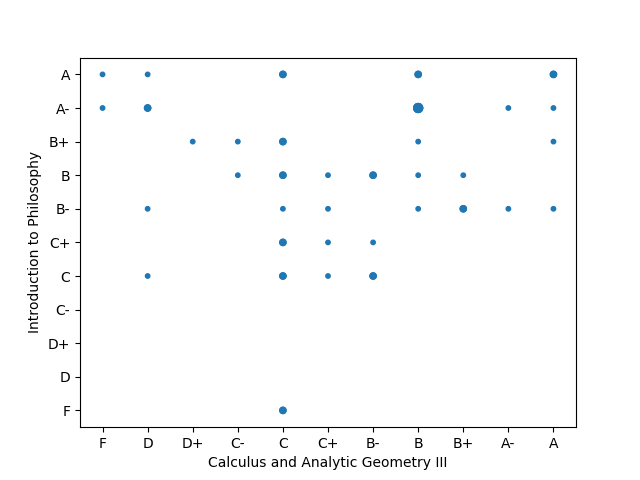 A
A-
B+
B
B-
C+
C
C-
D+
D
F
Introduction to Philosophy
F D D+ C- C C+ B- B B+ A- A
Calculus and Analytic Geometry III